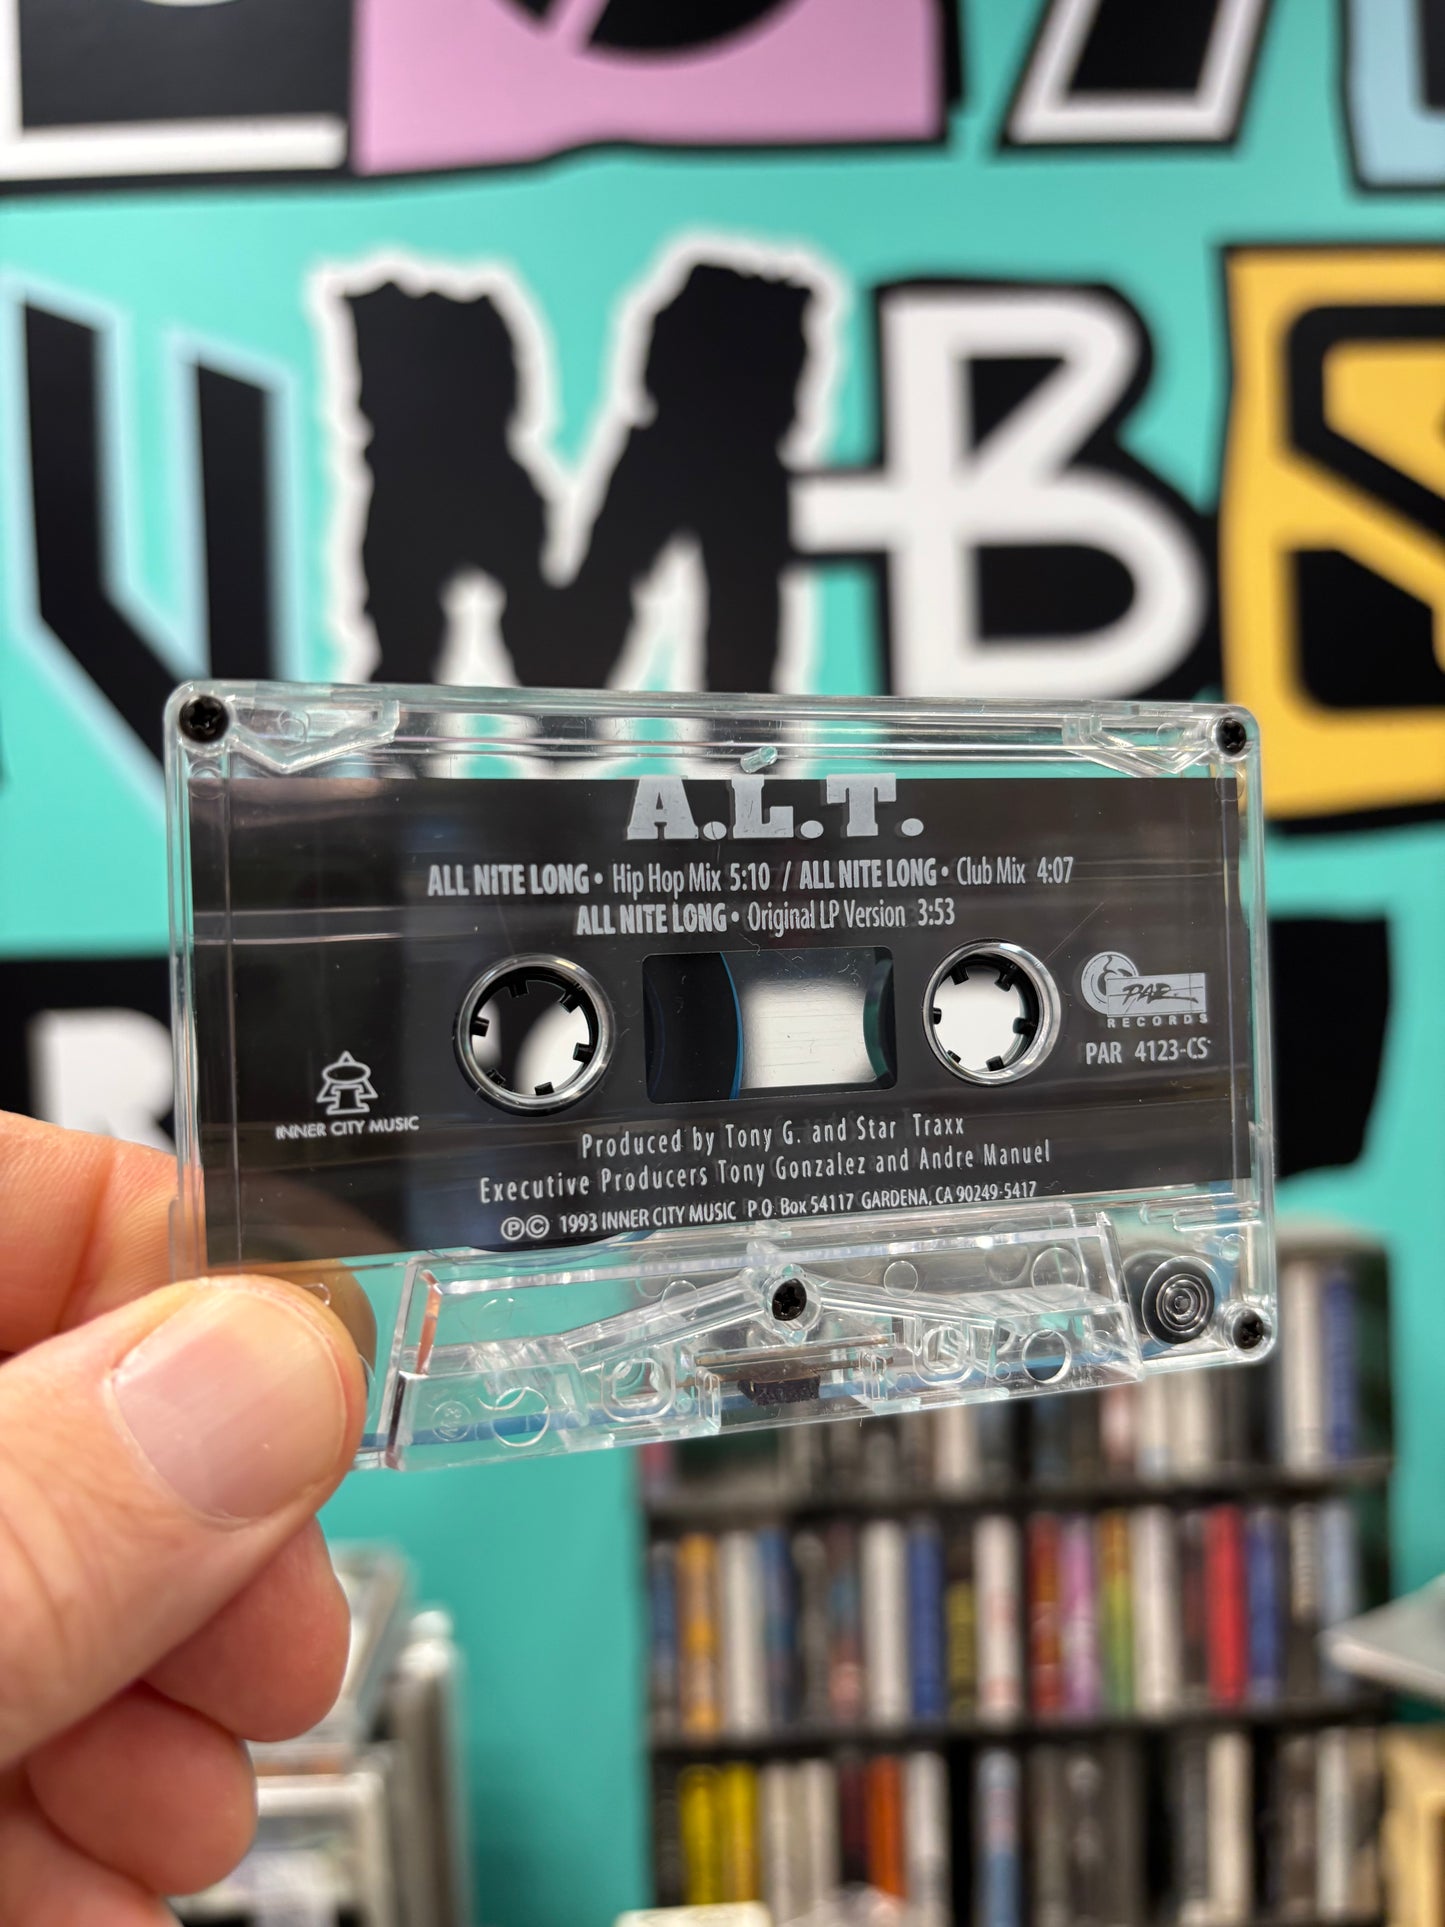 UMBS
A.L.T.
ALL NITE LONG • Hip Hop Mix 5:10 / ALL NITE LONG • Club Mix 4:07
ALL NITE LONG • Original LP Version 3:53
PAR
RECORDS
PAR 4123-CS
INNER CITY MUSIC
Produced by Tony G. and Star Traxx
Executive Producers Tony Gonzalez and Andre Manuel
℗© 1993 INNER CITY MUSIC P.O. Box 54117 GARDENA, CA 90249-5417